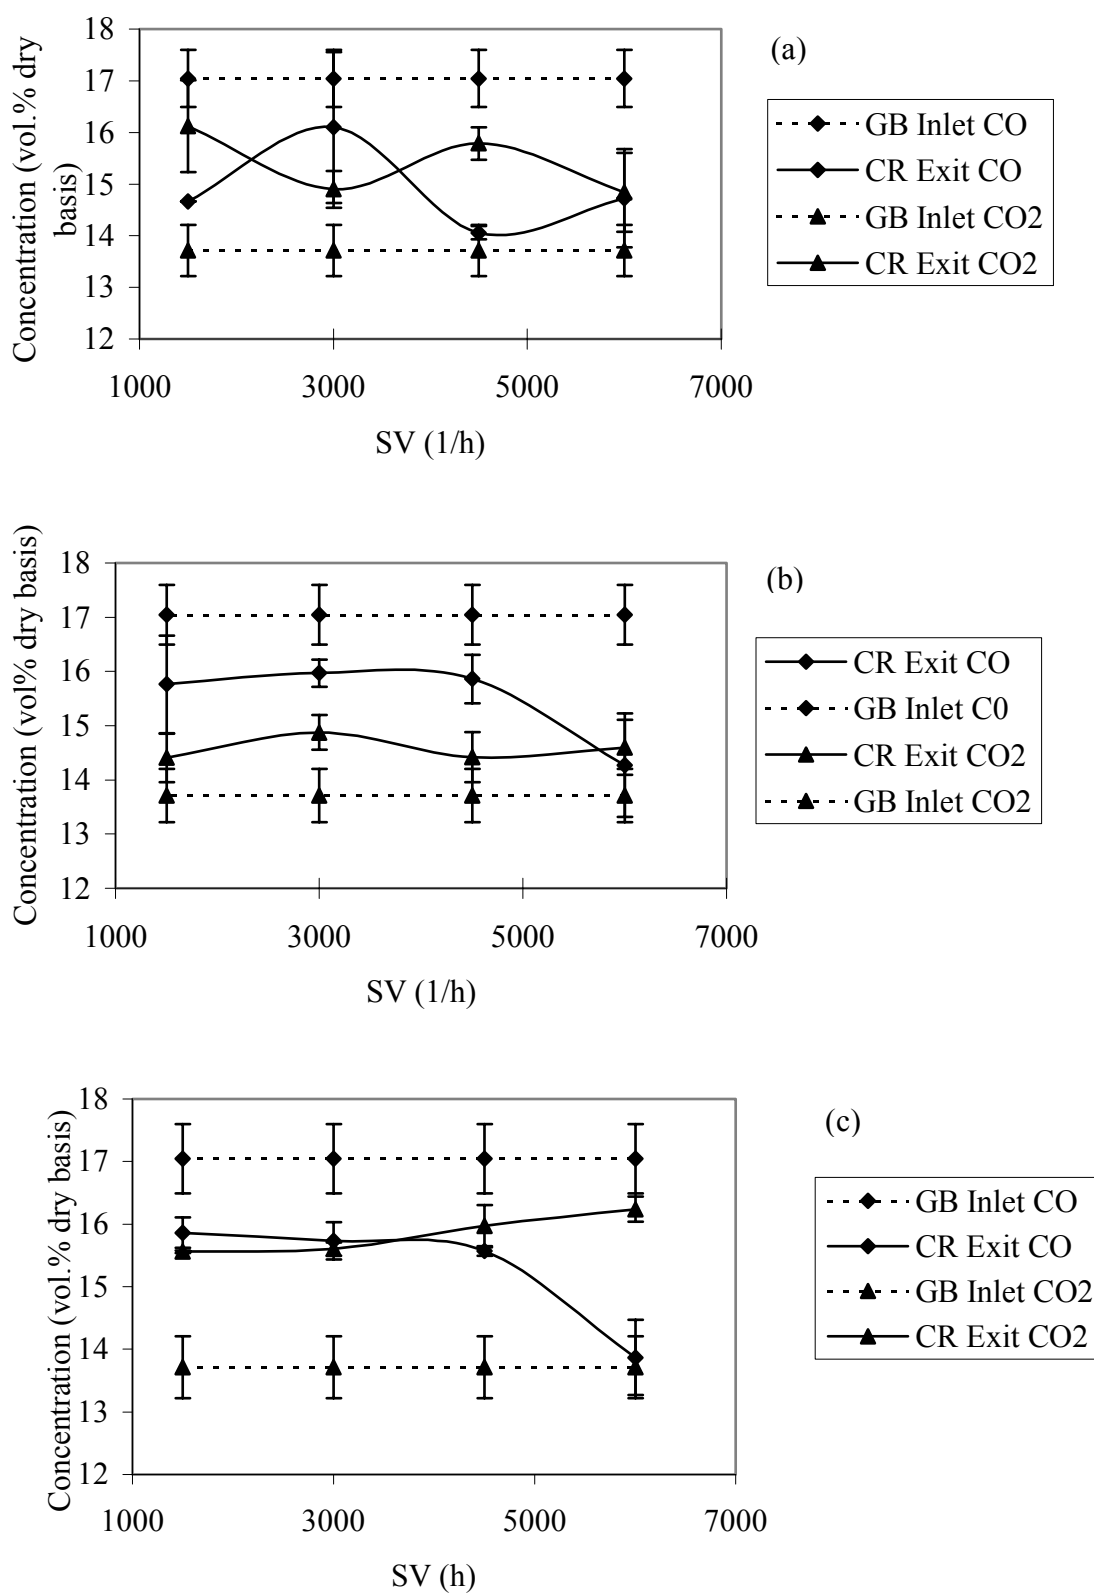 (a)
Concentration (vol.% dry
basis)
18
17
16
15
14
13
12
1000 3000 5000 7000
SV (1/h)
GB Inlet CO
CR Exit CO
GB Inlet CO2
CR Exit CO2
(b)
Concentration (vol% dry basis)
18
17
16
15
14
13
12
1000 3000 5000 7000
SV (1/h)
CR Exit CO
GB Inlet C0
CR Exit CO2
GB Inlet CO2
(c)
Concentration (vol.% dry basis)
18
17
16
15
14
13
12
1000 3000 5000 7000
SV (h)
GB Inlet CO
CR Exit CO
GB Inlet CO2
CR Exit CO2